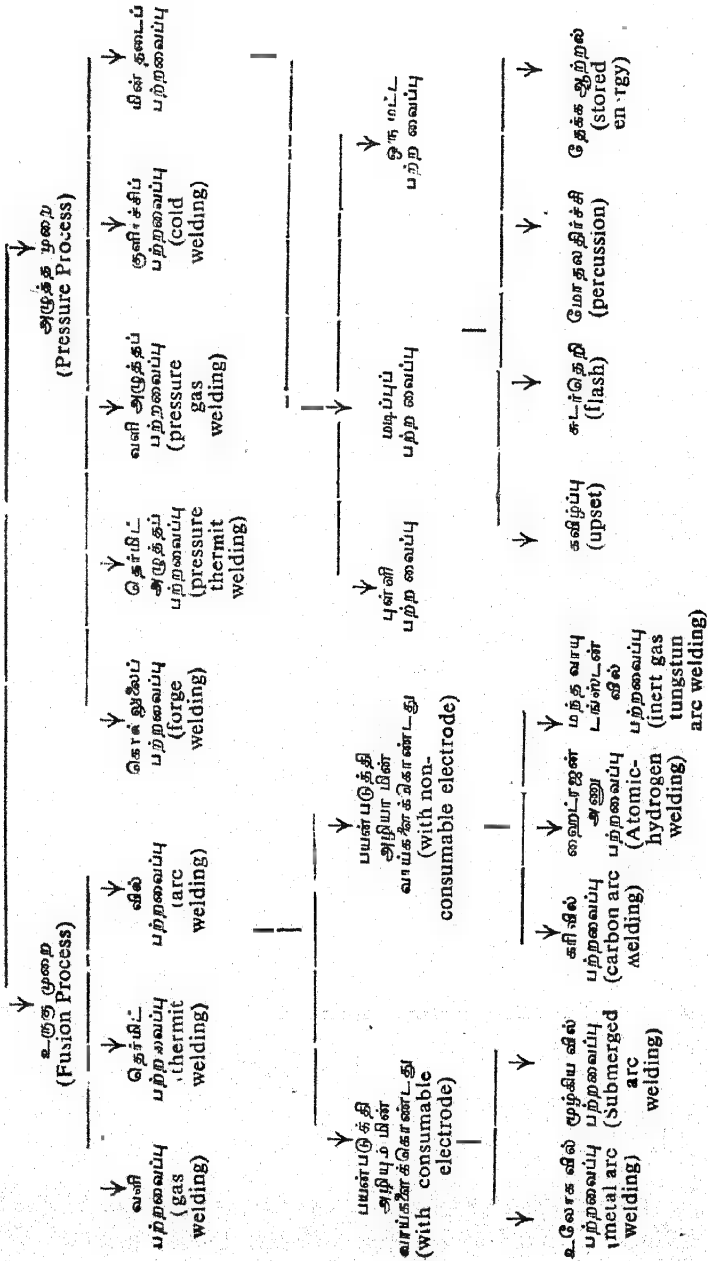 உருகு முறை
(Fusion Process)
அழுத்த முறை
(Pressure Process)
வளி
பற்றவைப்பு
(gas
welding)
தெர்மிட்
பற்றவைப்பு
thermit
welding)
வில்
பற்றவைப்பு
(arc
welding)
கொல்லுலைப்
பற்றவைப்பு
(forge
welding)
தெர்மிட்
அழுத்தப்
பற்றவைப்பு
(pressure
thermit
welding)
வளி அழுத்தப்
பற்றவைப்பு
(pressure
gas
welding)
குளிர்ச்சிப்
பற்றவைப்பு
(cold
welding)
மின் தடைப்
பற்றவைப்பு
பயன்படுத்தி
அழியும் மின்
வாய்களைக்கொண்டது
(with consumable
electrode)
பயன்படுத்தி
அழியா மின்
வாய்களைக்கொண்டது
(with non-
consumable electrode)
புள்ளி
பற்ற வைப்பு
மடிப்புப்
பற்ற வைப்பு
ஒரு மட்ட
பற்ற வைப்பு
உலோக வில்
பற்றவைப்பு
(metal arc
welding)
மூழ்கிய வில்
பற்றவைப்பு
(Submerged
arc
welding)
கரிவில்
பற்றவைப்பு
(carbon arc
welding)
ஹைட்ரஜன்
அணு
பற்றவைப்பு
(Atomic-
hydrogen
welding)
மந்த வாயு
டங்ஸ்டன்
வில்
பற்றவைப்பு
(inert gas
tungstun
arc welding)
கவிழ்ப்பு
(upset)
சுடர்தெறி
(flash)
மோதலதிர்ச்சி
(percussion)
தேக்க ஆற்றல்
(stored
en rgy)